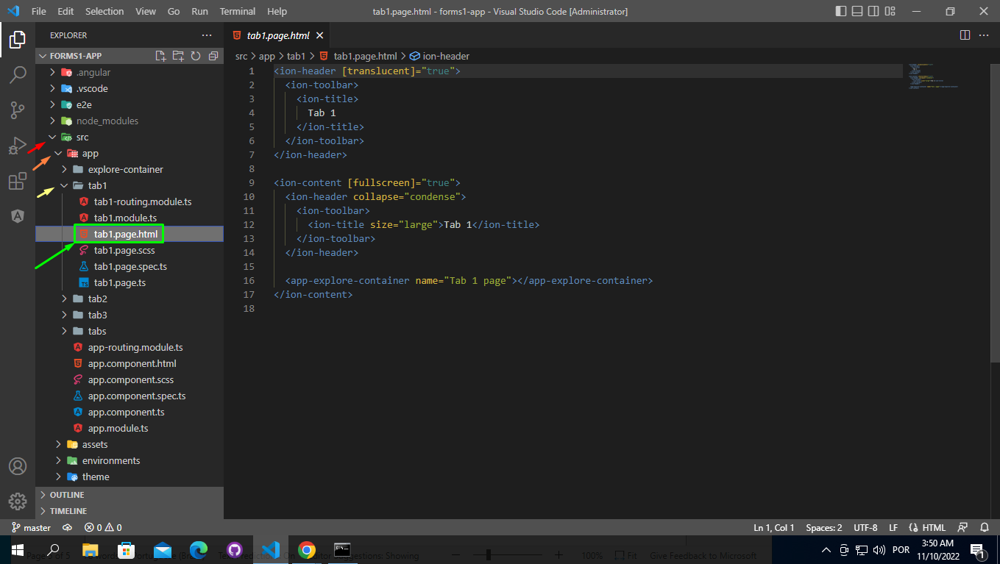 File Edit Selection View Go Run Terminal Help tab1.page.html - forms1-app - Visual Studio Code [Administrator]
EXPLORER
FORMS1-APP
.angular
.vscode
e2e
node_modules
src
app
explore-container
tab1
tab1-routing.module.ts
tab1.module.ts
tab1.page.html
tab1.page.scss
tab1.page.spec.ts
tab1.page.ts
tab2
tab3
tabs
app-routing.module.ts
app.component.html
app.component.scss
app.component.spec.ts
app.component.ts
app.module.ts
assets
environments
theme
OUTLINE
TIMELINE
tab1.page.html
src > app > tab1 > tab1.page.html > ion-header
1 <ion-header [translucent]="true">
2 <ion-toolbar>
3 <ion-title>
4 Tab 1
5 </ion-title>
6 </ion-toolbar>
7 </ion-header>
8
9 <ion-content [fullscreen]="true">
10 <ion-header collapse="condense">
11 <ion-toolbar>
12 <ion-title size="large">Tab 1</ion-title>
13 </ion-toolbar>
14 </ion-header>
15
16 <app-explore-container name="Tab 1 page"></app-explore-container>
17 </ion-content>
18
master 0 0 Ln 1, Col 1 Spaces: 2 UTF-8 LF HTML
100% Fit Give Feedback to Microsoft
POR
3:50 AM
11/10/2022
1